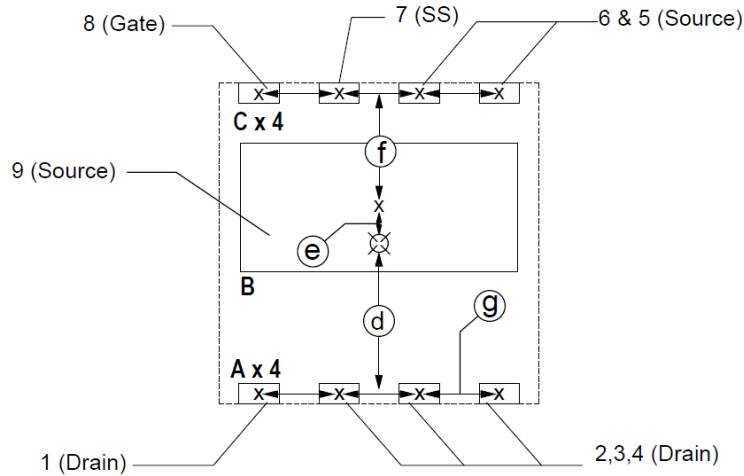 8 (Gate)
7 (SS)
6 & 5 (Source)
x
x
x
x
C x 4
f
9 (Source)
x
e
B
d
g
A x 4
x
x
x
x
1 (Drain)
2,3,4 (Drain)